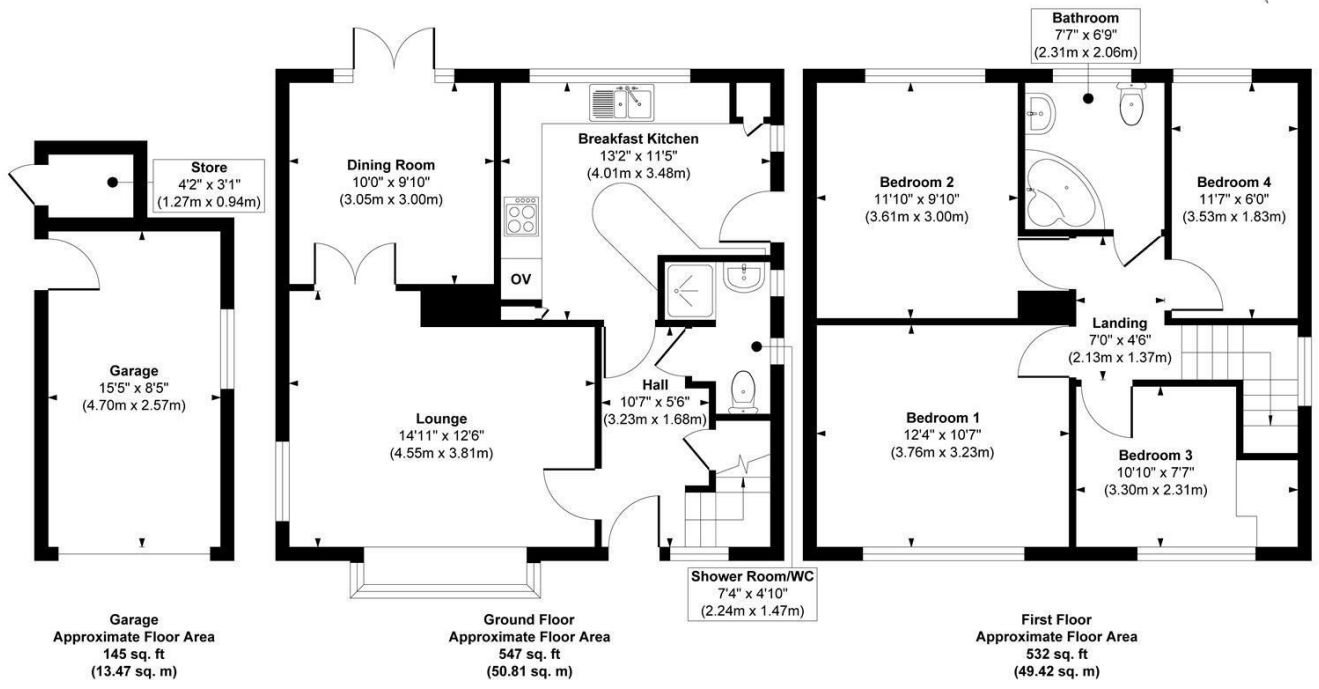 Store
4'2" x 3'1"
(1.27m x 0.94m)
Garage
15'5" x 8'5"
(4.70m x 2.57m)
Garage
Approximate Floor Area
145 sq. ft
(13.47 sq. m)
Dining Room
10'0" x 9'10"
(3.05m x 3.00m)
Breakfast Kitchen
13'2" x 11'5"
(4.01m x 3.48m)
OV
Lounge
14'11" x 12'6"
(4.55m x 3.81m)
Hall
10'7" x 5'6"
(3.23m x 1.68m)
Shower Room/WC
7'4" x 4'10"
(2.24m x 1.47m)
Ground Floor
Approximate Floor Area
547 sq. ft
(50.81 sq. m)
Bathroom
7'7" x 6'9"
(2.31m x 2.06m)
Bedroom 2
11'10" x 9'10"
(3.61m x 3.00m)
Bedroom 4
11'7" x 6'0"
(3.53m x 1.83m)
Landing
7'0" x 4'6"
(2.13m x 1.37m)
Bedroom 1
12'4" x 10'7"
(3.76m x 3.23m)
Bedroom 3
10'10" x 7'7"
(3.30m x 2.31m)
First Floor
Approximate Floor Area
532 sq. ft
(49.42 sq. m)